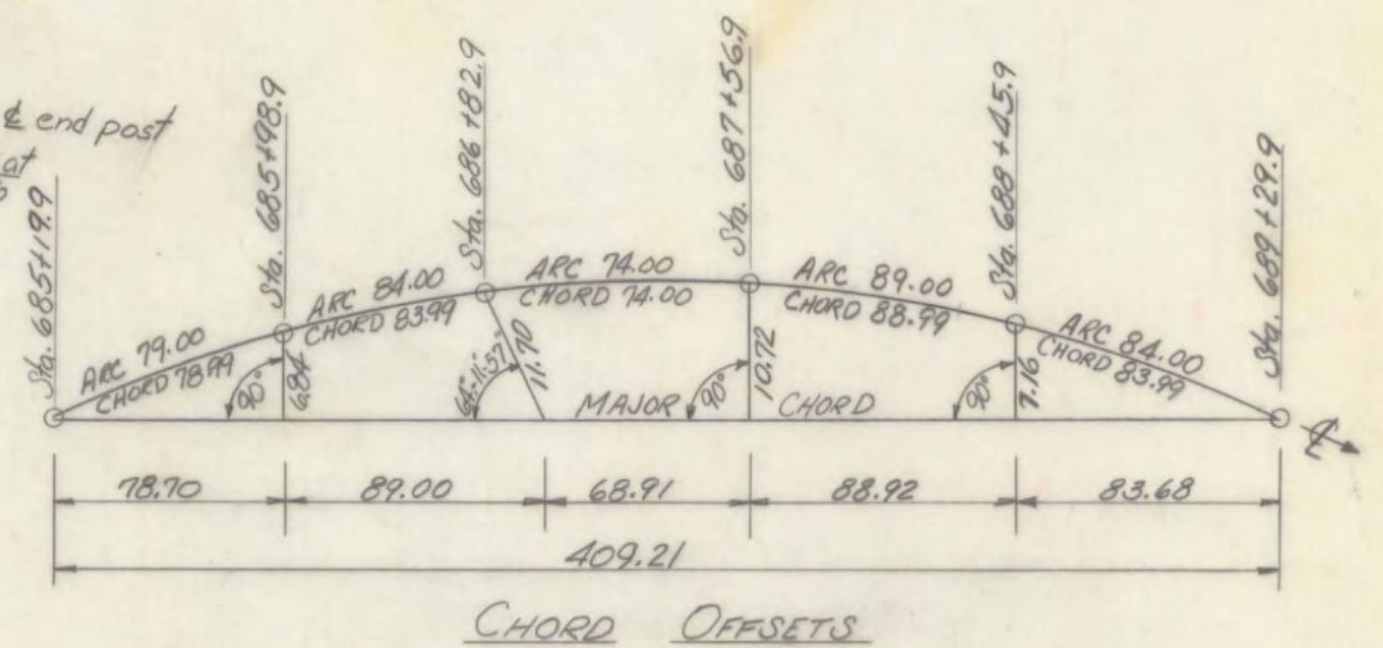 ℄ end post
at
Sta. 685+19.9
Sta. 685+98.9
Sta. 686+82.9
Sta. 687+56.9
Sta. 688+45.9
Sta. 689+29.9
ARC 79.00
CHORD 78.99
ARC 84.00
CHORD 83.99
ARC 74.00
CHORD 74.00
ARC 89.00
CHORD 88.99
ARC 84.00
CHORD 83.99
90°
6.84
11.70
90°
10.72
90°
7.16
MAJOR CHORD
℄
78.70
89.00
68.91
88.92
83.68
409.21
CHORD OFFSETS